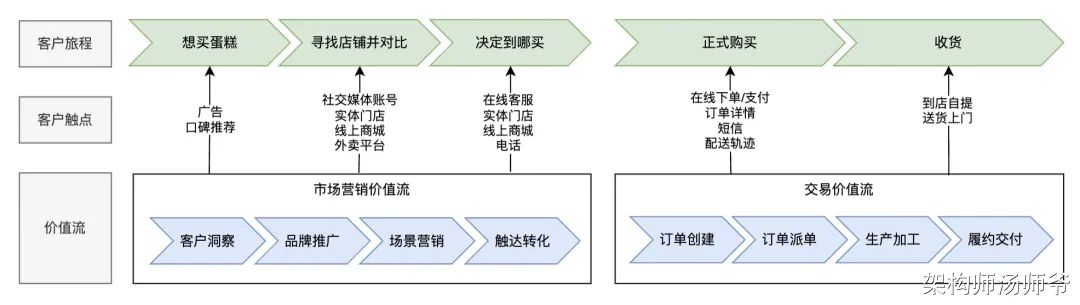 客户旅程
想买蛋糕
寻找店铺并对比
决定到哪买
正式购买
收货
客户触点
广告
口碑推荐
社交媒体账号
实体门店
线上商城
外卖平台
在线客服
实体门店
线上商城
电话
在线下单/支付
订单详情
短信
配送轨迹
到店自提
送货上门
价值流
市场营销价值流
客户洞察
品牌推广
场景营销
触达转化
交易价值流
订单创建
订单派单
生产加工
履约交付
架构师汤师爷